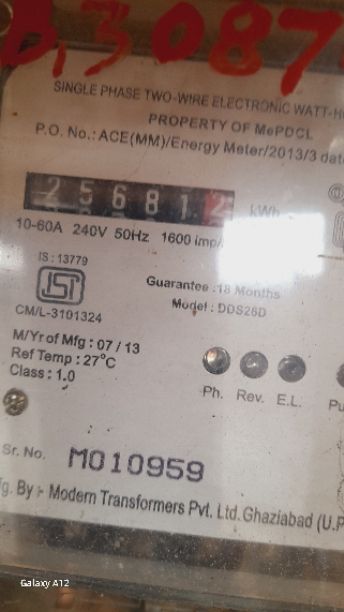 B,3087
SINGLE PHASE TWO-WIRE ELECTRONIC WATT-H
PROPERTY OF MePDCL
P.O. No.: ACE(MM)/Energy Meter/2013/3 dat
256812 kWh
10-60A 240V 50Hz 1600 imp/
IS : 13779
ISI
CM/L-3101324
Guarantee : 18 Months
Model : DDS26D
M/Yr of Mfg : 07 / 13
Ref Temp : 27°C
Class : 1.0
Ph. Rev. E.L. Pu
Sr. No. M010959
fg. By :- Modern Transformers Pvt. Ltd. Ghaziabad (U.P
Galaxy A12